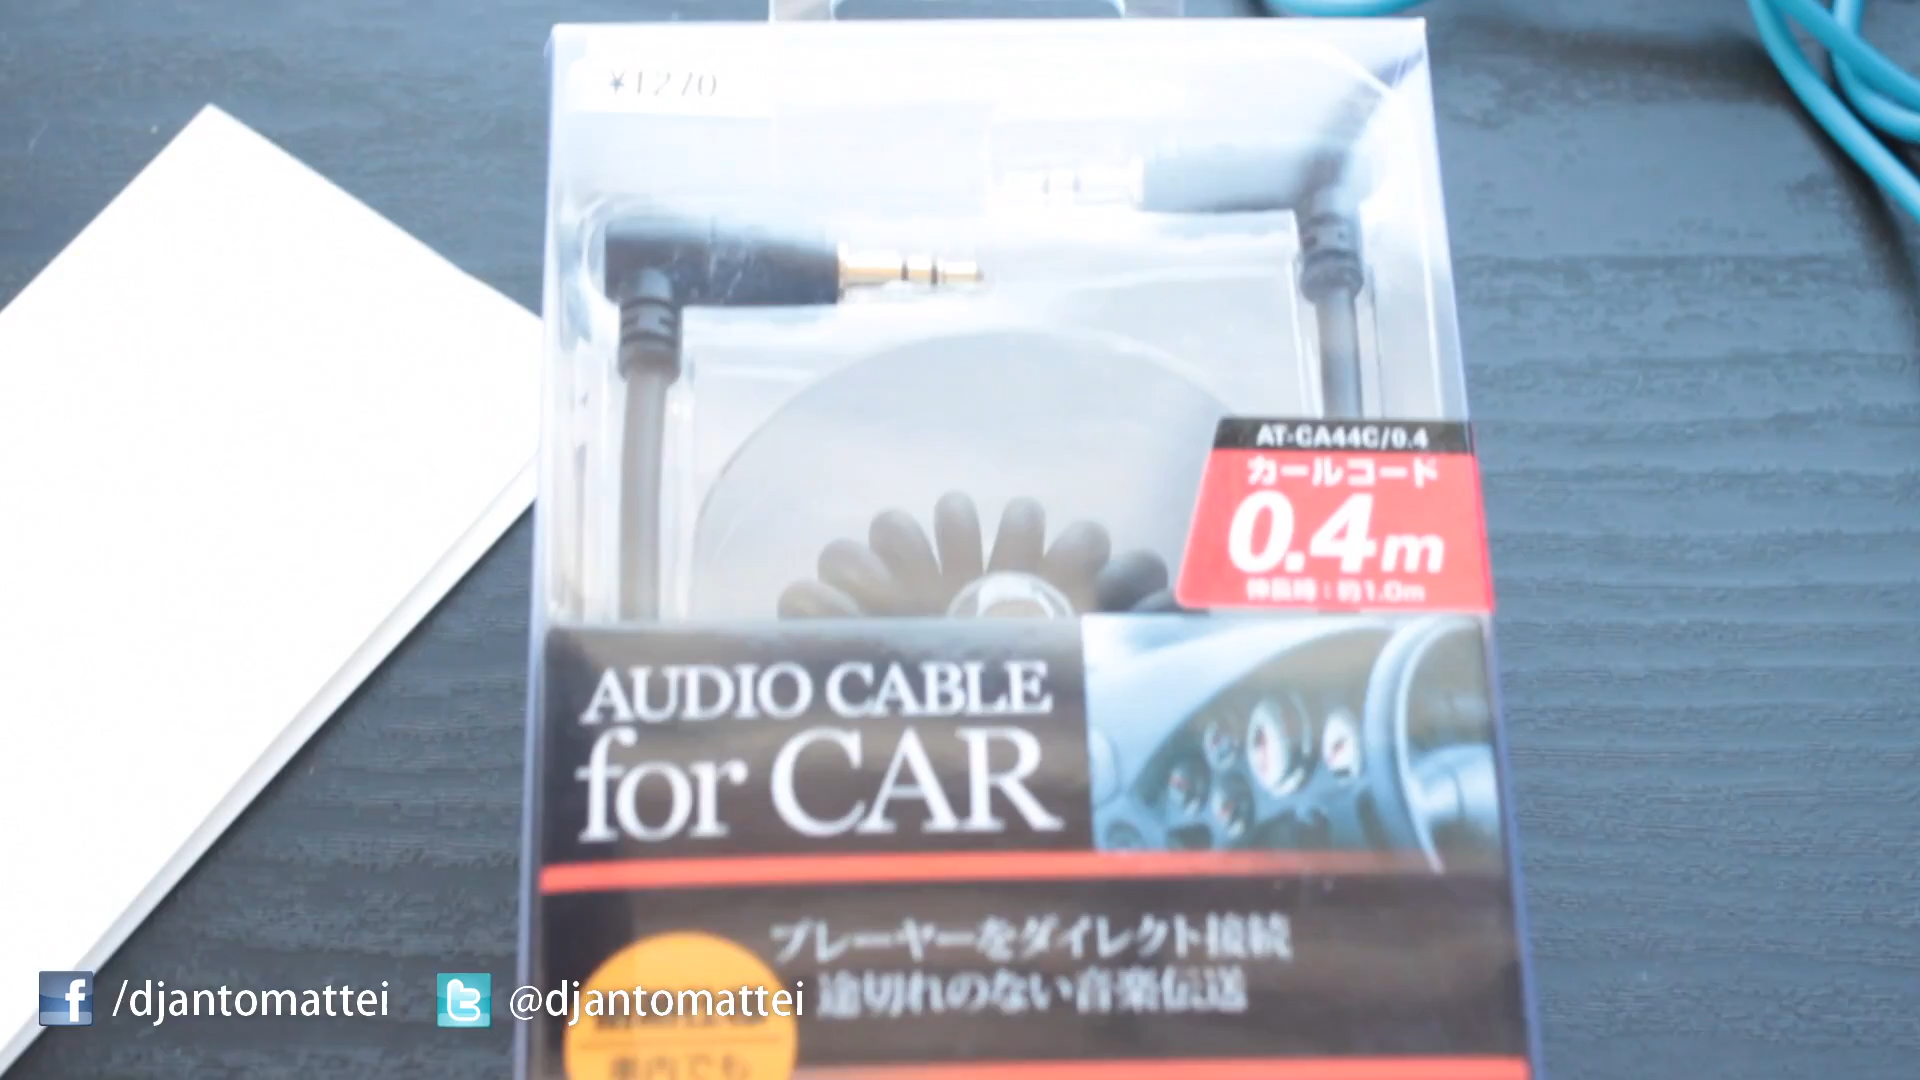 ¥1270
AT-CA44C/0.4
カールコード
0.4m
伸長時：約1.0m
AUDIO CABLE
for CAR
プレーヤーをダイレクト接続
途切れのない音楽伝送
/djantomattei
@djantomattei